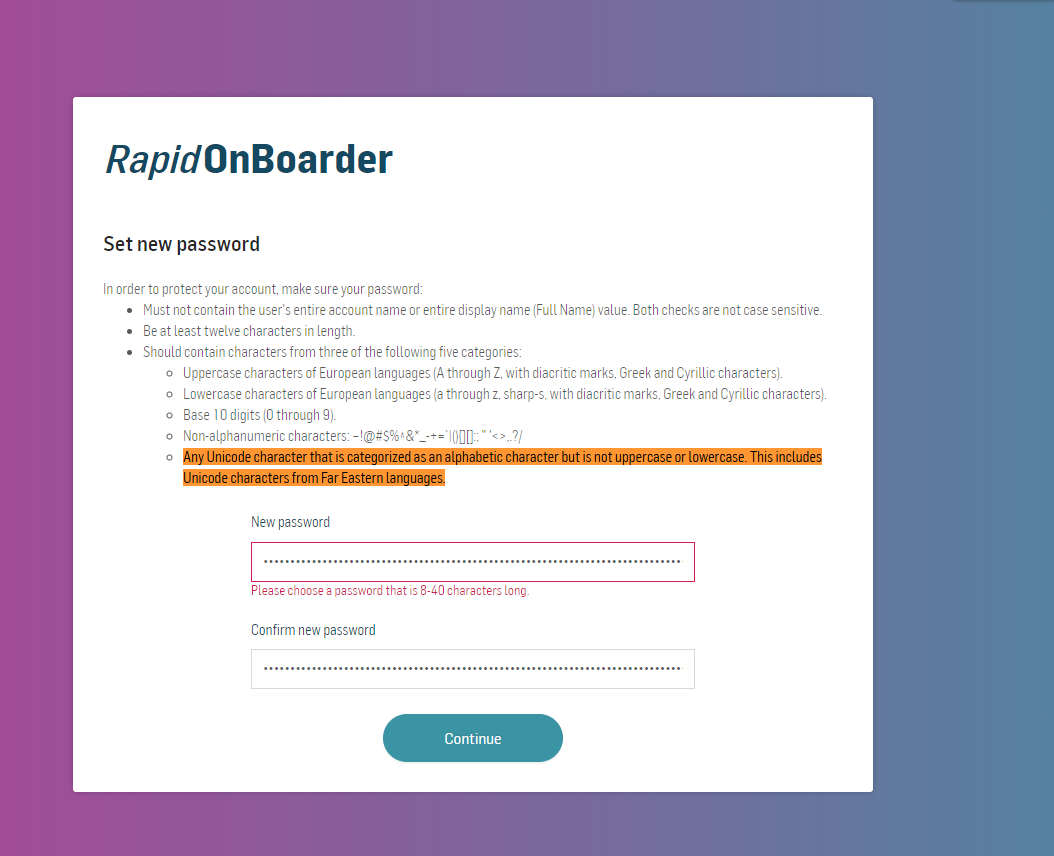 Rapid OnBoarder
Set new password
In order to protect your account, make sure your password:
Must not contain the user's entire account name or entire display name (Full Name) value. Both checks are not case sensitive.
Be at least twelve characters in length.
Should contain characters from three of the following five categories:
Uppercase characters of European languages (A through Z, with diacritic marks, Greek and Cyrillic characters).
Lowercase characters of European languages (a through z, sharp-s, with diacritic marks, Greek and Cyrillic characters).
Base 10 digits (0 through 9).
Non-alphanumeric characters: ~!@#$%^&*_-+=`|(){}[]:;"'<>,.?/
Any Unicode character that is categorized as an alphabetic character but is not uppercase or lowercase. This includes
Unicode characters from Far Eastern languages.
New password
Please choose a password that is 8-40 characters long.
Confirm new password
Continue